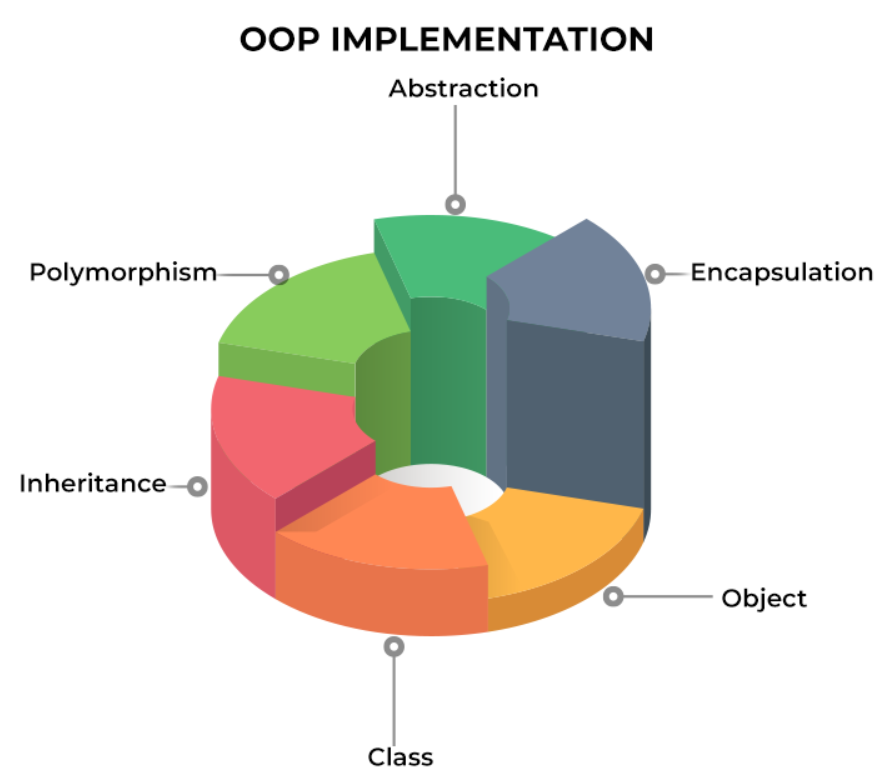 OOP IMPLEMENTATION
Abstraction
Polymorphism
Encapsulation
Inheritance
Object
Class